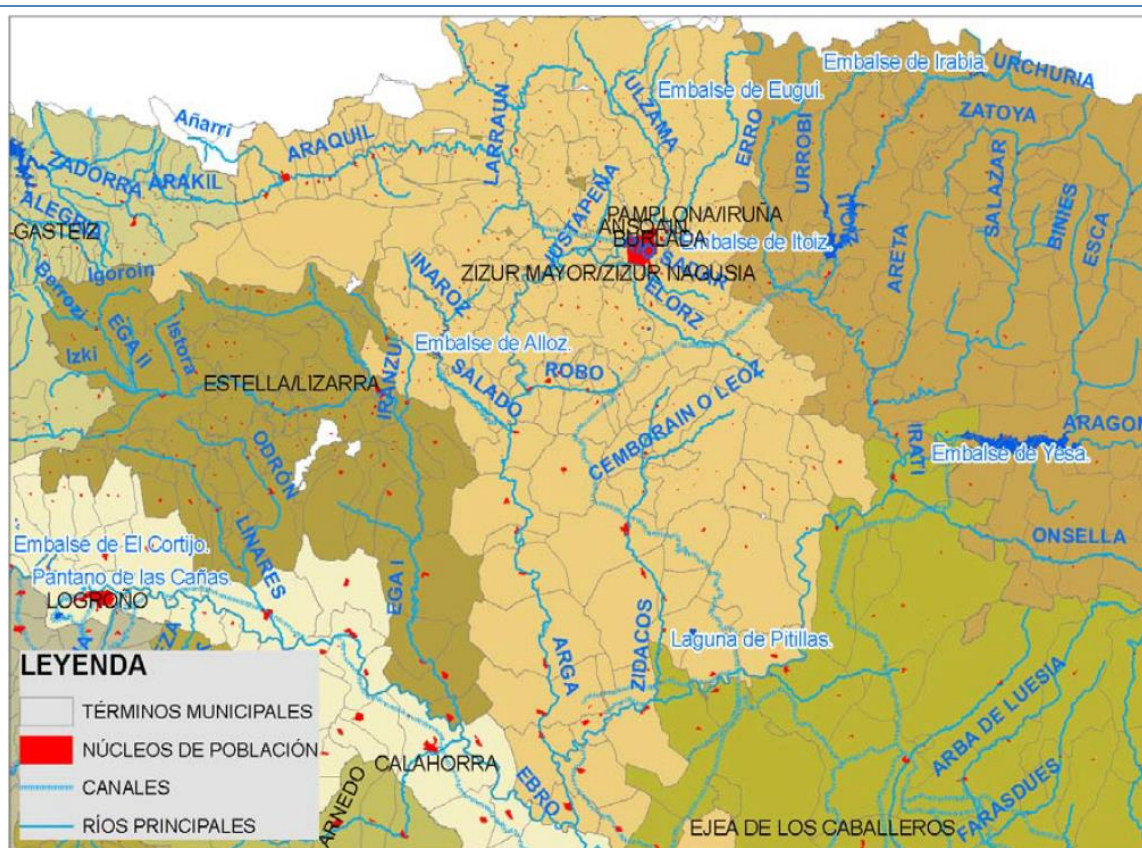 Embalse de Irabia.
URCHURIA
Embalse de Eugui.
ULZAMA
ERRO
UROBI
ZATOYA
Añarri
ARAQUIL
LARRAUN
ZADORRA
ARAKIL
ALEGRIA
-GASTEIZ
SALAZAR
BINIES
ESCA
JUSTAPEÑA
PAMPLONA/IRUÑA
ANSOAIN
BURLADA
Embalse de Itoiz.
SADAR
ZIZUR MAYOR/ZIZUR NAGUSIA
ELORZ
ARETA
Igoroin
Berrozi
INAROZ
EGA II
Istora
Izki
Embalse de Alloz.
ROBO
ESTELLA/LIZARRA
IRANZU
SALADO
CEMBORAIN O LEOZ
IRATI
ARAGON
Embalse de Yesa.
ODRÓN
LINARES
ONSELLA
Embalse de El Cortijo.
Pantano de las Cañas.
LOGROÑO
EGA I
ARGA
ZIDACOS
Laguna de Pitillas.
ARBA DE LUESIA
FARASDUES
CALAHORRA
EBRO
ARNEDO
EJEA DE LOS CABALLEROS
LEYENDA
TÉRMINOS MUNICIPALES
NÚCLEOS DE POBLACIÓN
CANALES
RÍOS PRINCIPALES